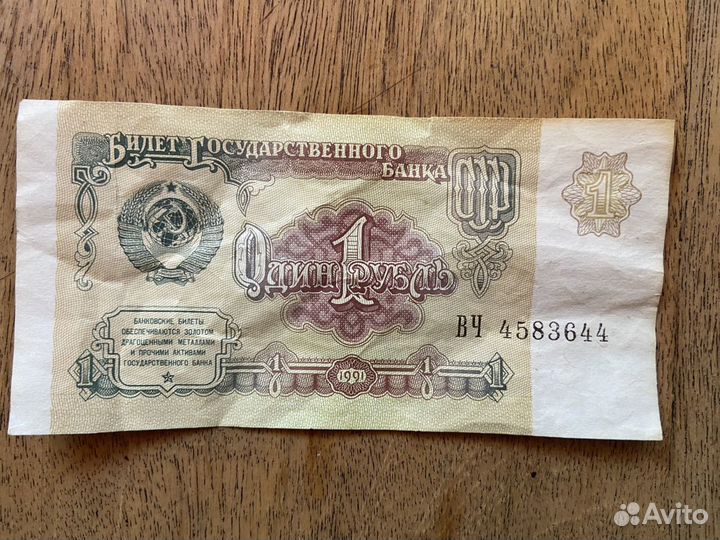 Билет Государственного
Банка
СССР
1
Один 1 рубль
ВЧ 4583644
БАНКОВСКИЕ БИЛЕТЫ
ОБЕСПЕЧИВАЮТСЯ ЗОЛОТОМ,
ДРАГОЦЕННЫМИ МЕТАЛЛАМИ
И ПРОЧИМИ АКТИВАМИ
ГОСУДАРСТВЕННОГО БАНКА
1 1 1991 1 1
Avito